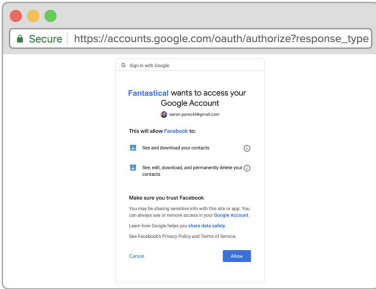 Secure https://accounts.google.com/oauth/authorize?response_type
G Sign in with Google
Fantastical wants to access your
Google Account
aaron.parecki@gmail.com
This will allow Facebook to:
See and download your contacts
See, edit, download, and permanently delete your
contacts
Make sure you trust Facebook
You may be sharing sensitive info with this site or app. You
can always see or remove access in your Google Account.
Learn how Google helps you share data safely.
See Facebook's Privacy Policy and Terms of Service.
Cancel Allow